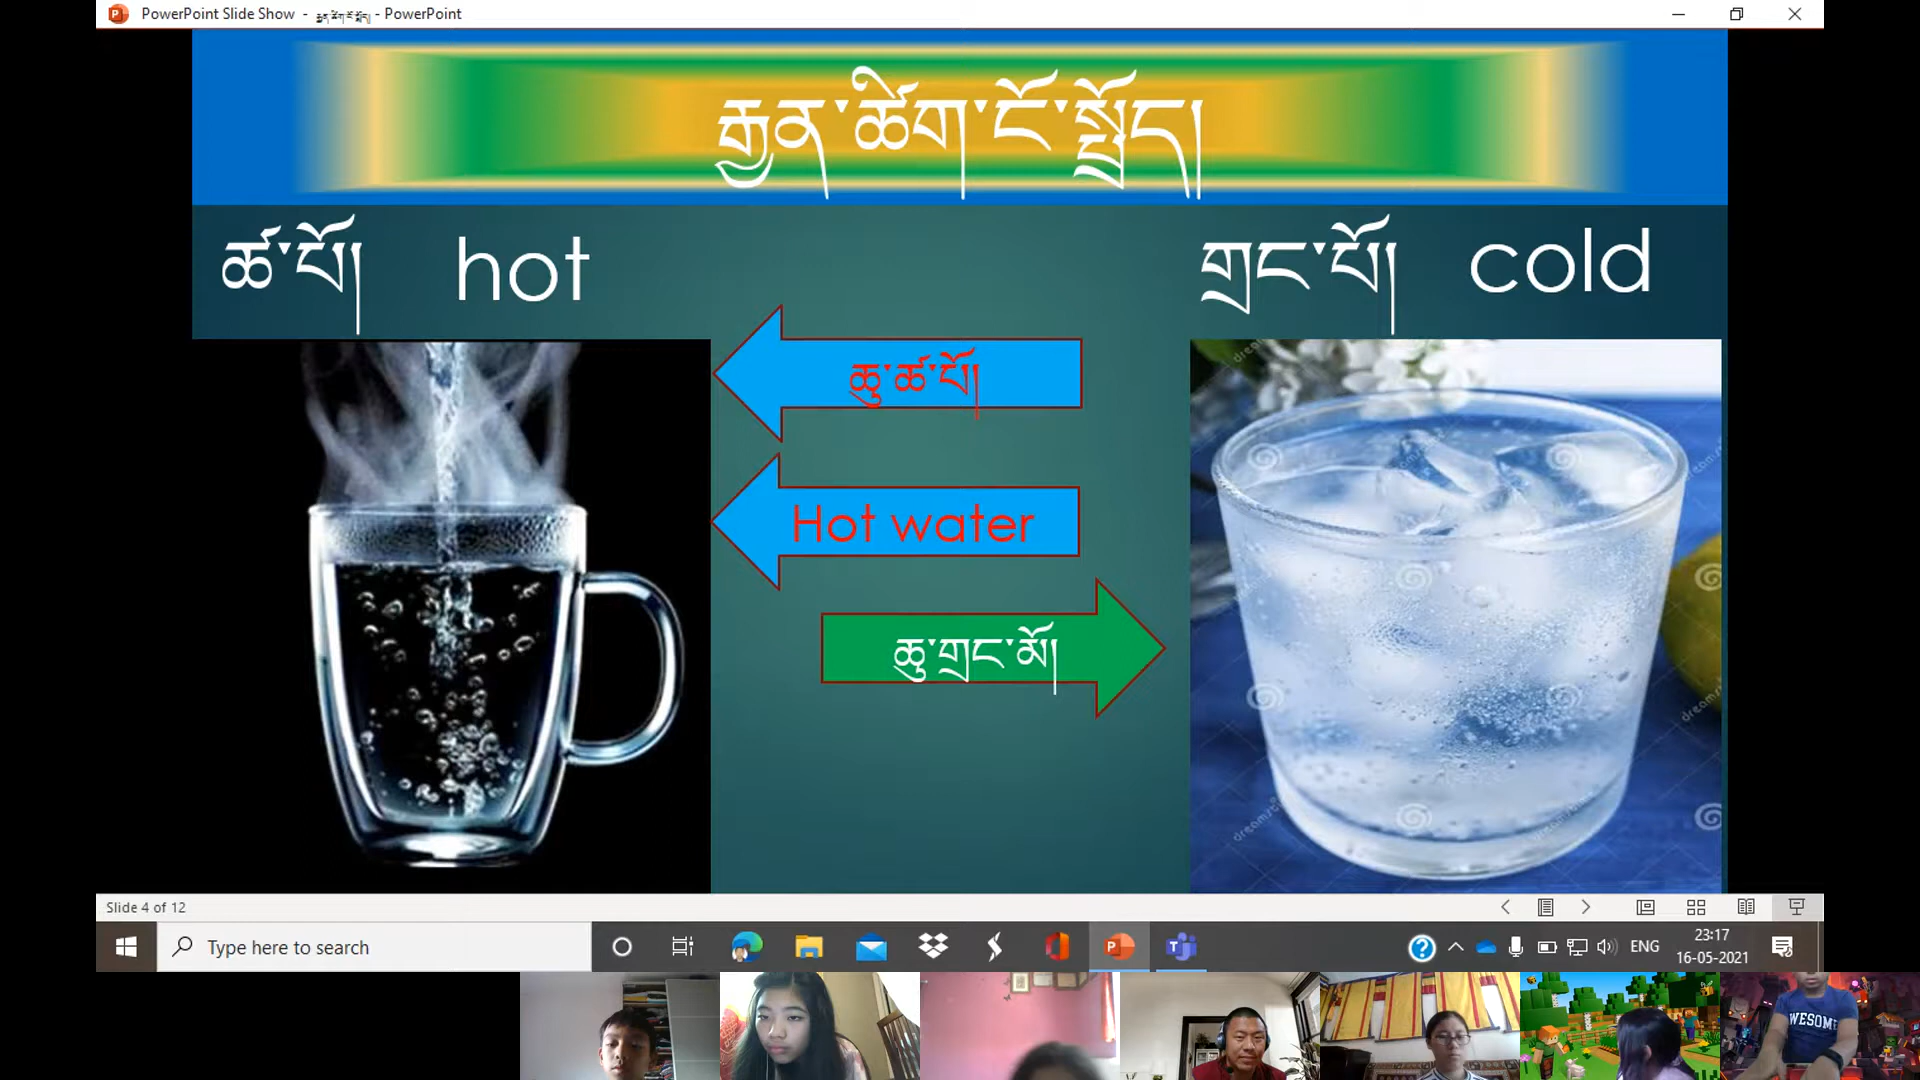 PowerPoint Slide Show - རྒྱན་ཚིག་ངོ་སྤྲོད། - PowerPoint
རྒྱན་ཚིག་ངོ་སྤྲོད།
ཚ་པོ། hot
གྲང་པོ། cold
ཆུ་ཚ་པོ།
Hot water
ཆུ་གྲང་མོ།
Slide 4 of 12
Type here to search
ENG
23:17
16-05-2021
AWESOME